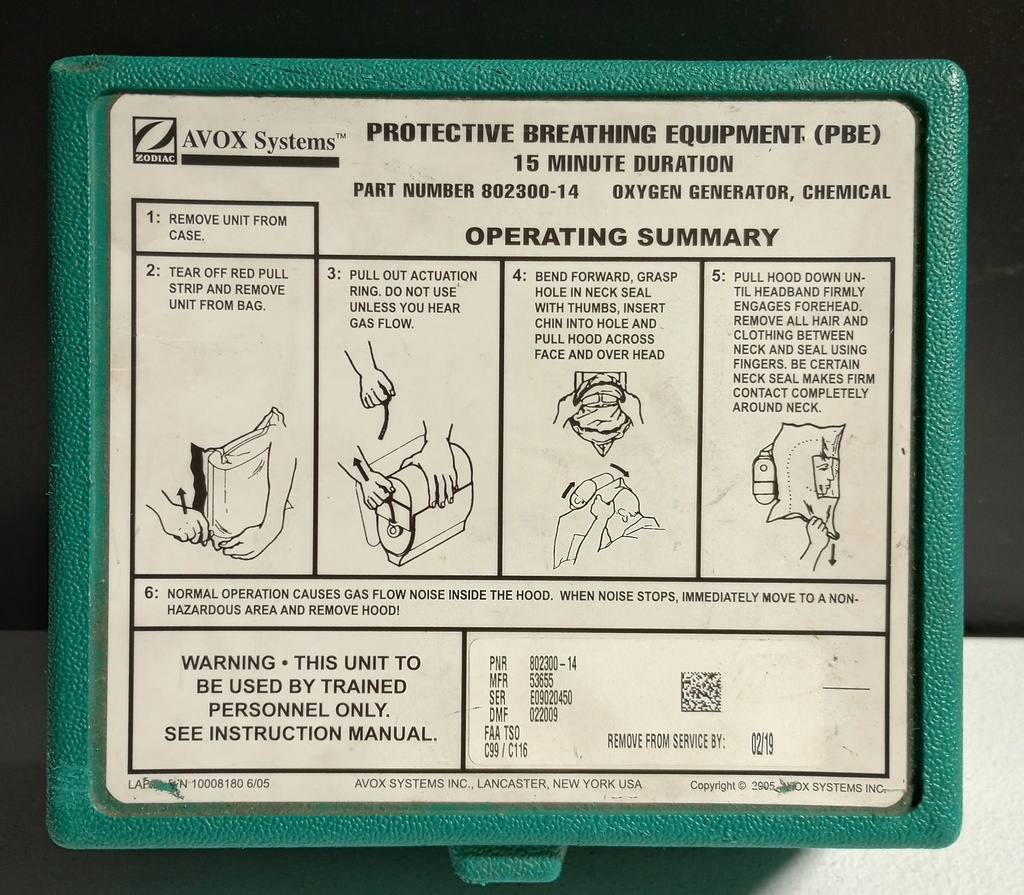 AVOX Systems™
ZODIAC
PROTECTIVE BREATHING EQUIPMENT (PBE)
15 MINUTE DURATION
PART NUMBER 802300-14 OXYGEN GENERATOR, CHEMICAL
1: REMOVE UNIT FROM
CASE.
OPERATING SUMMARY
2: TEAR OFF RED PULL
STRIP AND REMOVE
UNIT FROM BAG.
3: PULL OUT ACTUATION
RING. DO NOT USE
UNLESS YOU HEAR
GAS FLOW.
4: BEND FORWARD, GRASP
HOLE IN NECK SEAL
WITH THUMBS, INSERT
CHIN INTO HOLE AND
PULL HOOD ACROSS
FACE AND OVER HEAD
5: PULL HOOD DOWN UN-
TIL HEADBAND FIRMLY
ENGAGES FOREHEAD.
REMOVE ALL HAIR AND
CLOTHING BETWEEN
NECK AND SEAL USING
FINGERS. BE CERTAIN
NECK SEAL MAKES FIRM
CONTACT COMPLETELY
AROUND NECK.
6: NORMAL OPERATION CAUSES GAS FLOW NOISE INSIDE THE HOOD. WHEN NOISE STOPS, IMMEDIATELY MOVE TO A NON-
HAZARDOUS AREA AND REMOVE HOOD!
WARNING • THIS UNIT TO
BE USED BY TRAINED
PERSONNEL ONLY.
SEE INSTRUCTION MANUAL.
PNR 802300-14
MFR 53655
SER E09020450
DMF 022009
FAA TSO
C99 / C116
REMOVE FROM SERVICE BY: 02/19
10008180 6/05
AVOX SYSTEMS INC., LANCASTER, NEW YORK USA
Copyright © 2005 SYSTEMS INC.